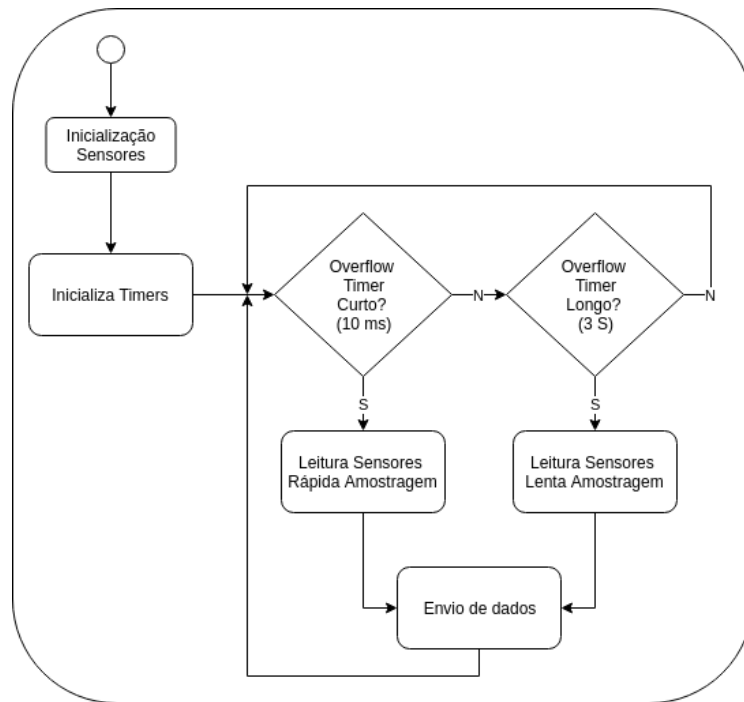 Inicialização
Sensores
Inicializa Timers
Overflow
Timer
Curto?
(10 ms)
N
Overflow
Timer
Longo?
(3 S)
N
S
S
Leitura Sensores
Rápida Amostragem
Leitura Sensores
Lenta Amostragem
Envio de dados